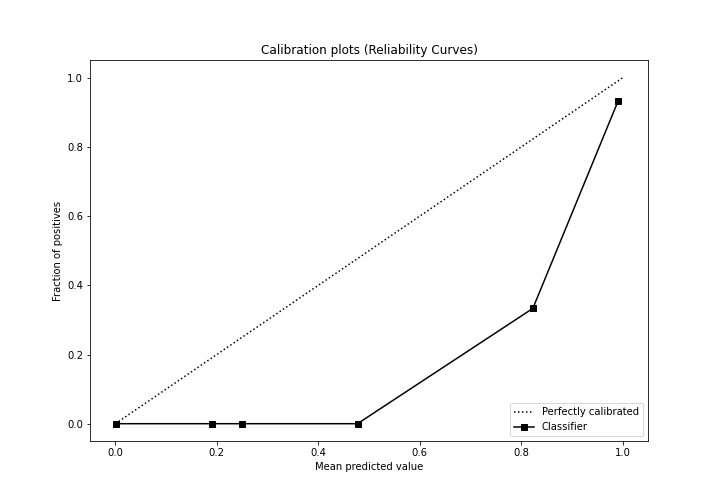 Calibration plots (Reliability Curves)
1.0
0.8
0.6
0.4
0.2
0.0
Fraction of positives
0.0 0.2 0.4 0.6 0.8 1.0
Mean predicted value
Perfectly calibrated
Classifier